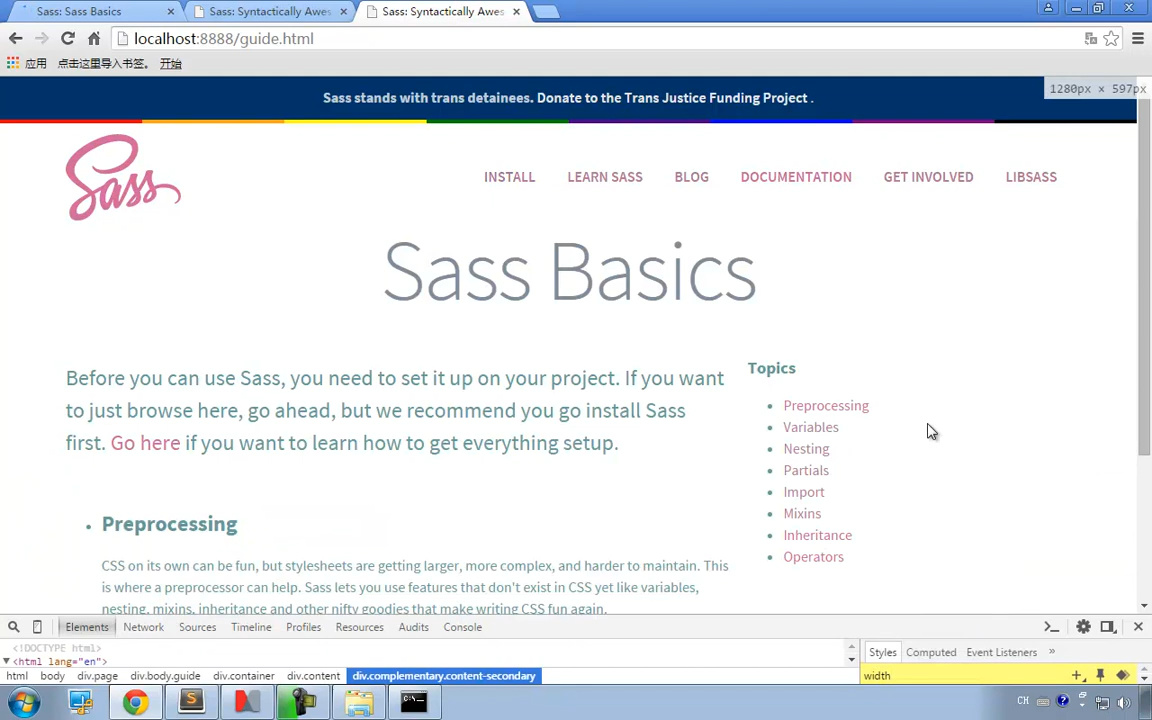 Sass: Sass Basics
Sass: Syntactically Awes
Sass: Syntactically Awes
localhost:8888/guide.html
应用 点击这里导入书签。 开始
Sass stands with trans detainees. Donate to the Trans Justice Funding Project .
1280px x 597px
Sass
INSTALL LEARN SASS BLOG DOCUMENTATION GET INVOLVED LIBSASS
Sass Basics
Before you can use Sass, you need to set it up on your project. If you want
to just browse here, go ahead, but we recommend you go install Sass
first. Go here if you want to learn how to get everything setup.
Topics
Preprocessing
Variables
Nesting
Partials
Import
Mixins
Inheritance
Operators
Preprocessing
CSS on its own can be fun, but stylesheets are getting larger, more complex, and harder to maintain. This
is where a preprocessor can help. Sass lets you use features that don't exist in CSS yet like variables,
nesting, mixins, inheritance and other nifty goodies that make writing CSS fun again.
Elements Network Sources Timeline Profiles Resources Audits Console
<!DOCTYPE html>
<html lang="en">
Styles Computed Event Listeners »
html body div.page div.body.guide div.container div.content div.complementary.content-secondary
width
CH